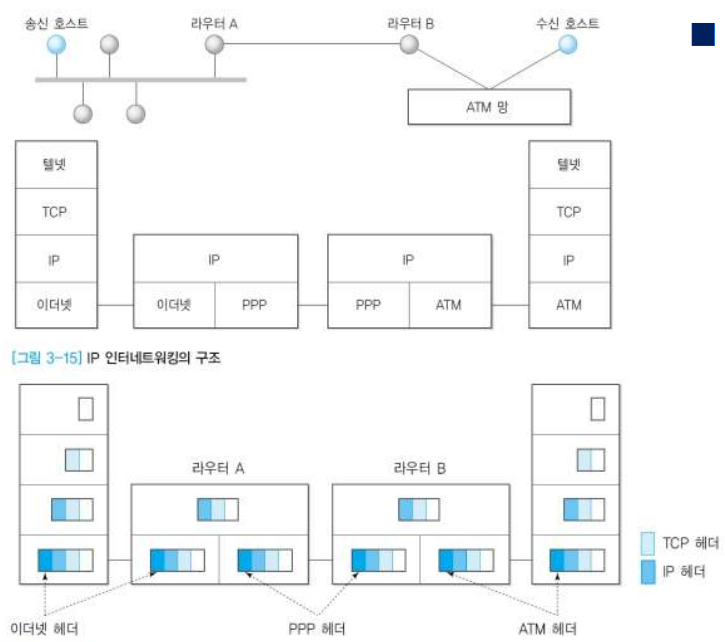 송신 호스트 라우터 A 라우터 B 수신 호스트
ATM 망
텔넷 텔넷
TCP TCP
IP IP IP IP
이더넷 이더넷 PPP PPP ATM ATM
[그림 3-15] IP 인터네트워킹의 구조
라우터 A 라우터 B
TCP 헤더
IP 헤더
이더넷 헤더 PPP 헤더 ATM 헤더